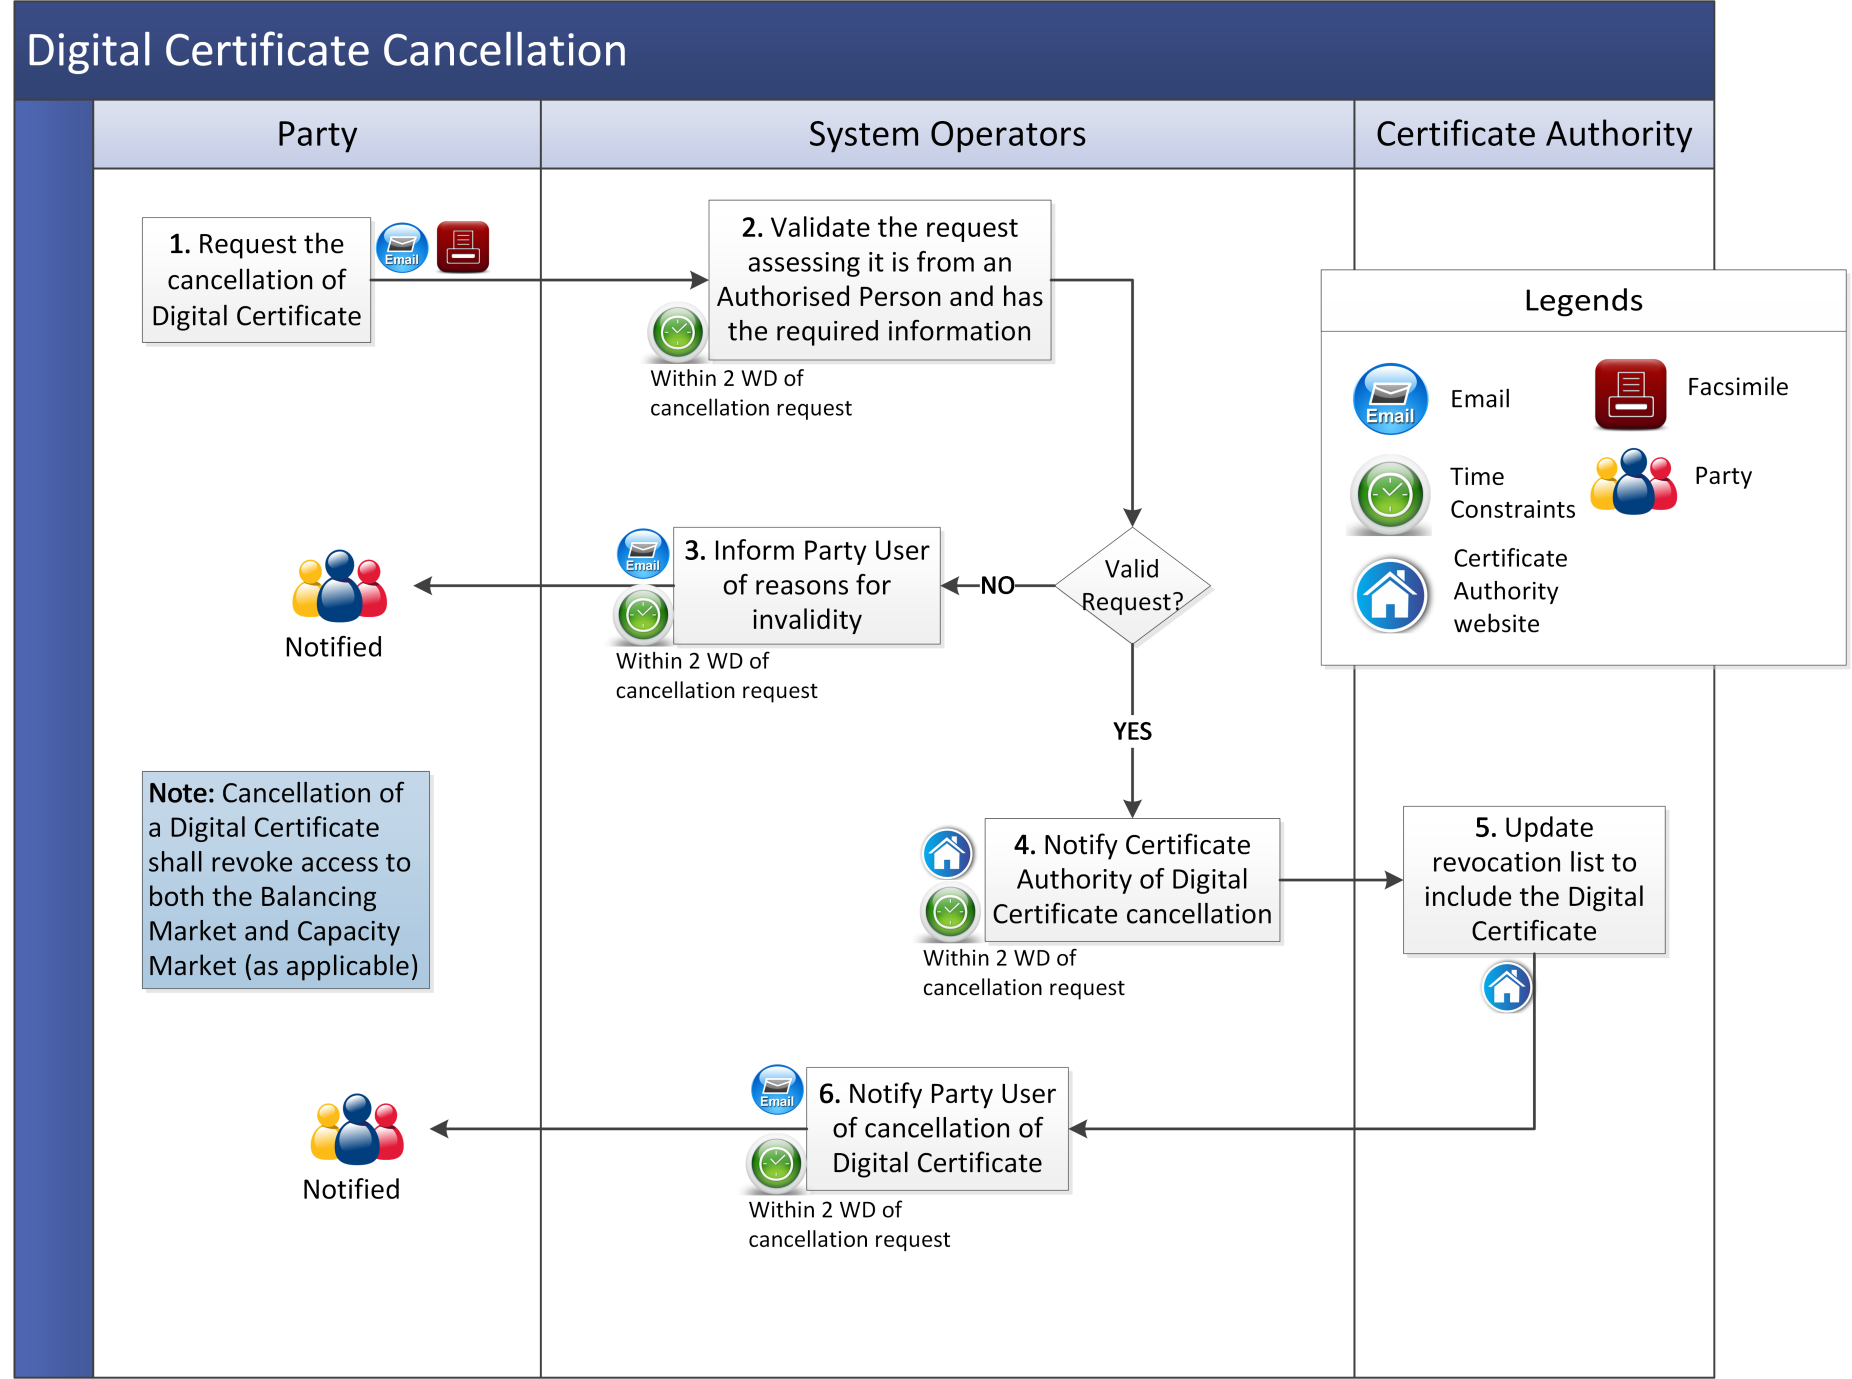 Digital Certificate Cancellation
Party
System Operators
Certificate Authority
1. Request the
cancellation of
Digital Certificate
Email
2. Validate the request
assessing it is from an
Authorised Person and has
the required information
Within 2 WD of
cancellation request
Legends
Email
Email
Facsimile
Time
Constraints
Party
Certificate
Authority
website
Valid
Request?
NO
Email
3. Inform Party User
of reasons for
invalidity
Within 2 WD of
cancellation request
Notified
YES
Note: Cancellation of
a Digital Certificate
shall revoke access to
both the Balancing
Market and Capacity
Market (as applicable)
4. Notify Certificate
Authority of Digital
Certificate cancellation
Within 2 WD of
cancellation request
5. Update
revocation list to
include the Digital
Certificate
Email
6. Notify Party User
of cancellation of
Digital Certificate
Within 2 WD of
cancellation request
Notified